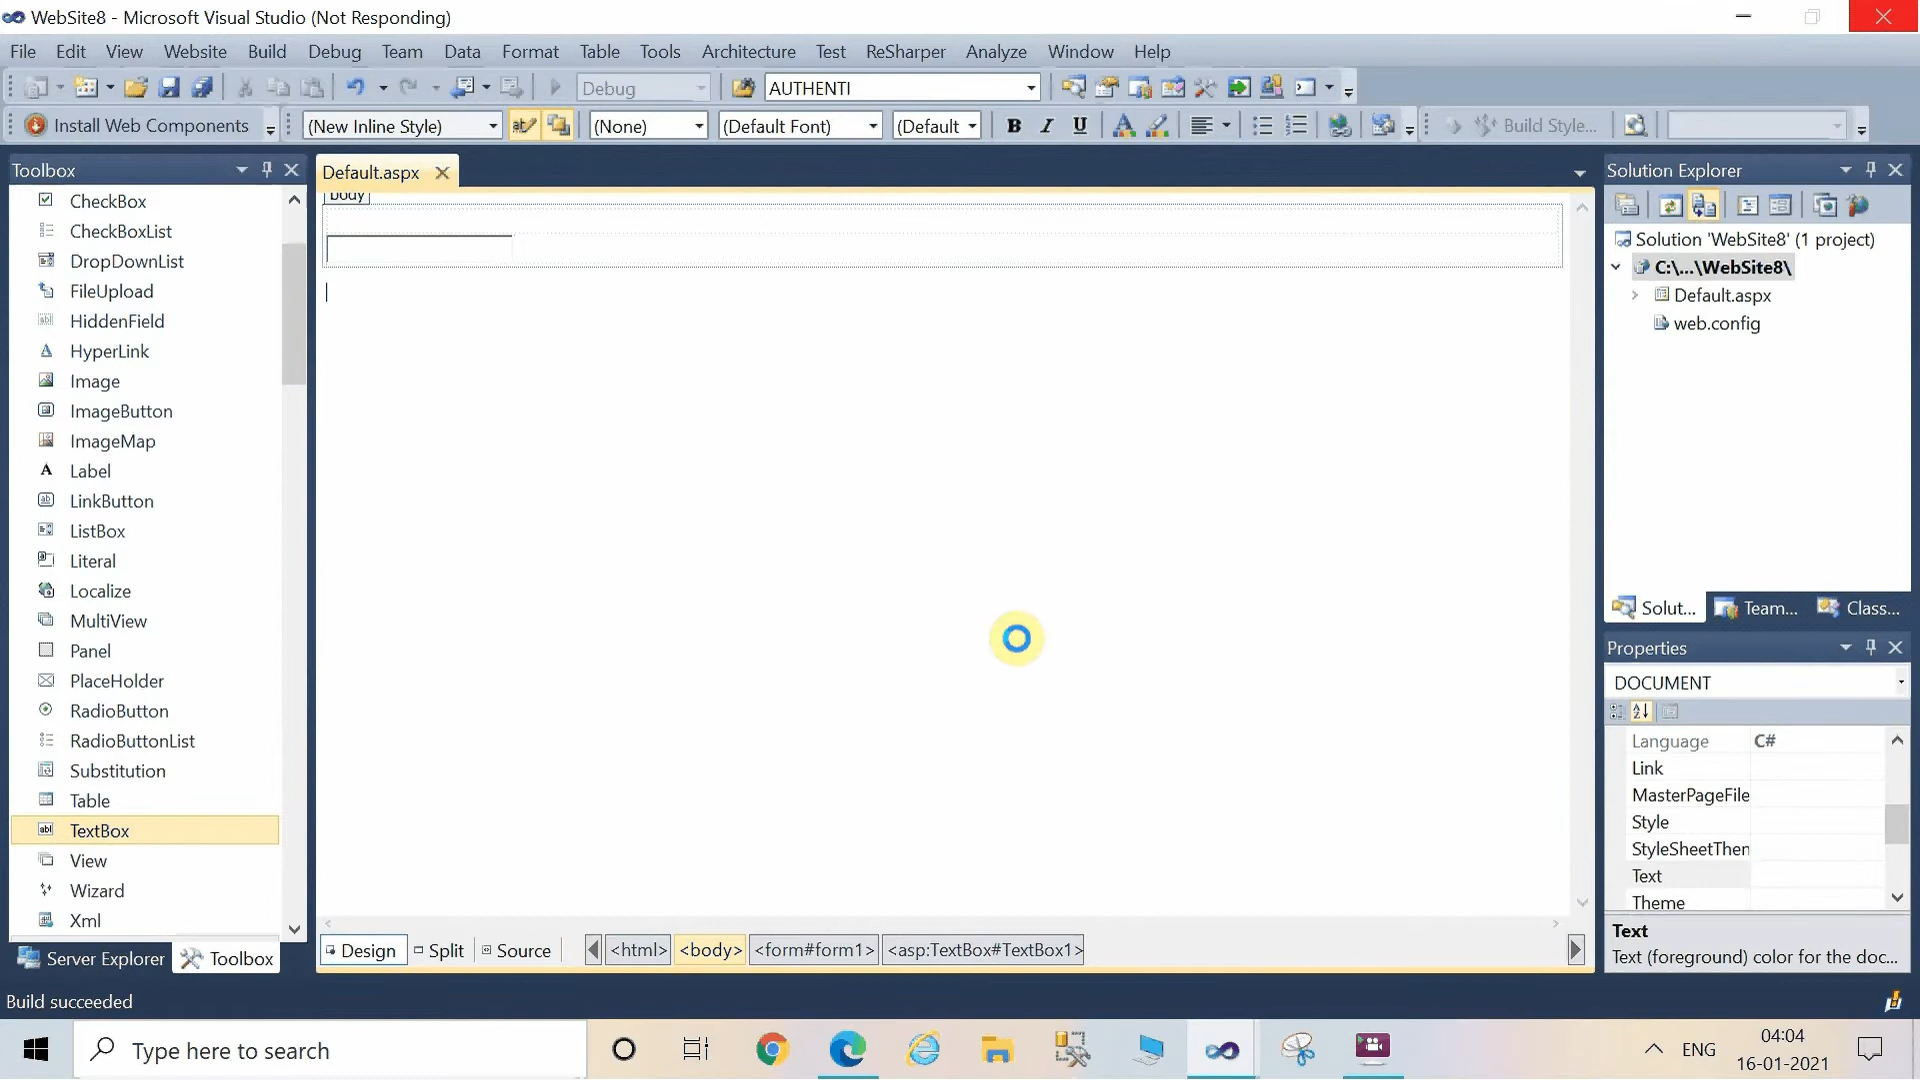 WebSite8 - Microsoft Visual Studio (Not Responding)
File Edit View Website Build Debug Team Data Format Table Tools Architecture Test ReSharper Analyze Window Help
Debug AUTHENTI
Install Web Components (New Inline Style) (None) (Default Font) (Default B I U A Build Style...
Toolbox
CheckBox
CheckBoxList
DropDownList
FileUpload
HiddenField
HyperLink
Image
ImageButton
ImageMap
Label
LinkButton
ListBox
Literal
Localize
MultiView
Panel
PlaceHolder
RadioButton
RadioButtonList
Substitution
Table
TextBox
View
Wizard
Xml
Server Explorer Toolbox
Default.aspx
body
Design Split Source <html> <body> <form#form1> <asp:TextBox#TextBox1>
Solution Explorer
Solution 'WebSite8' (1 project)
C:\...\WebSite8\
Default.aspx
web.config
Solut... Team... Class...
Properties
DOCUMENT
Language C#
Link
MasterPageFile
Style
StyleSheetThen
Text
Theme
Text
Text (foreground) color for the doc...
Build succeeded
Type here to search
ENG
04:04
16-01-2021